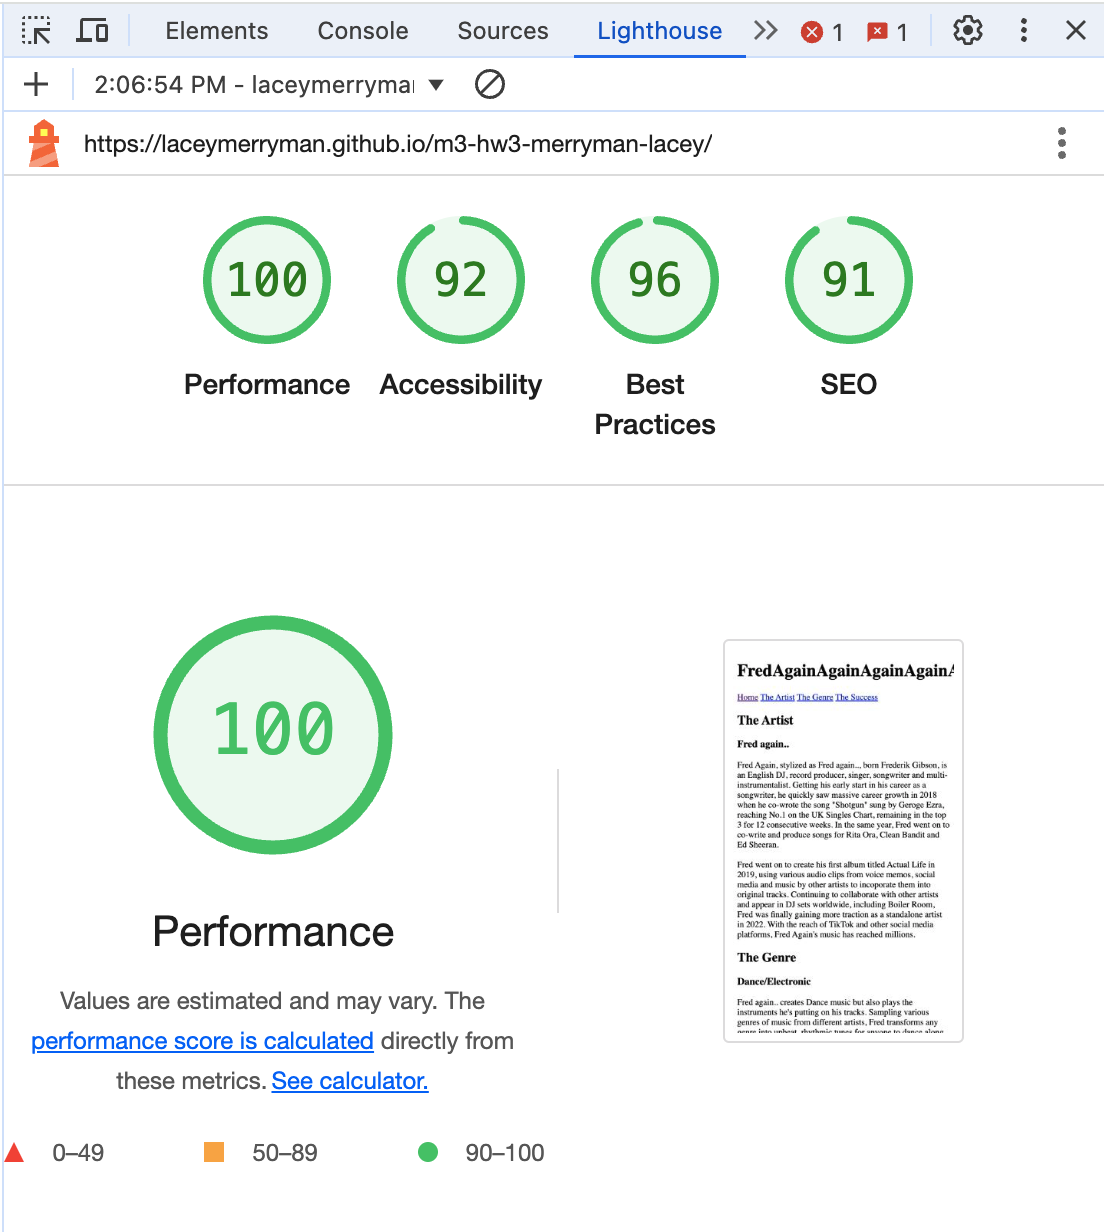 Elements Console Sources Lighthouse 1 1
2:06:54 PM - laceymerrymar
https://laceymerryman.github.io/m3-hw3-merryman-lacey/
100 92 96 91
Performance Accessibility Best Practices SEO
100
Performance
Values are estimated and may vary. The
performance score is calculated directly from
these metrics. See calculator.
0–49 50–89 90–100
FredAgainAgainAgainAgainA
Home The Artist The Genre The Success
The Artist
Fred again..
Fred Again, stylized as Fred again..., born Frederik Gibson, is
an English DJ, record producer, singer, songwriter and multi-
instrumentalist. Getting his early start in his career as a
songwriter, he quickly saw massive career growth in 2018
when he co-wrote the song "Shotgun" sung by Geroge Ezra,
reaching No.1 on the UK Singles Chart, remaining in the top
3 for 12 consecutive weeks. In the same year, Fred went on to
co-write and produce songs for Rita Ora, Clean Bandit and
Ed Sheeran.
Fred went on to create his first album titled Actual Life in
2019, using various audio clips from voice memos, social
media and music by other artists to incoporate them into
original tracks. Continuing to collaborate with other artists
and appear in DJ sets worldwide, including Boiler Room,
Fred was finally gaining more traction as a standalone artist
in 2022. With the reach of TikTok and other social media
platforms, Fred Again's music has reached millions.
The Genre
Dance/Electronic
Fred again.. creates Dance music but also plays the
instruments he's putting on his tracks. Sampling various
genres of music from different artists, Fred transforms any
genre into upbeat, rhythmic tunes for anyone to dance along